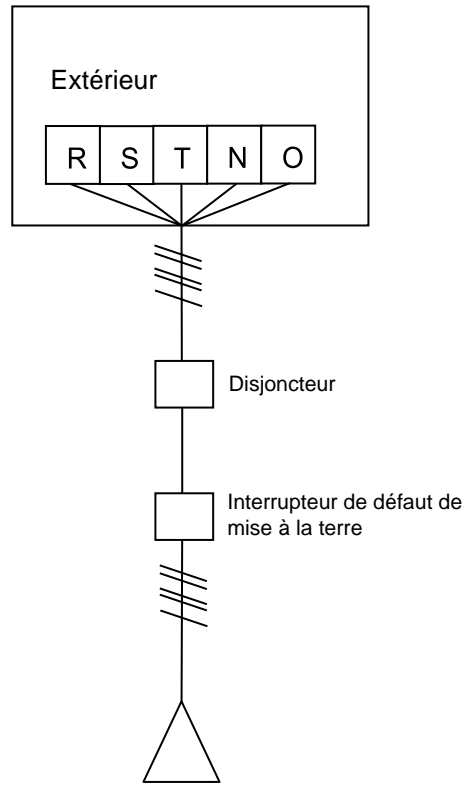 Extérieur
R S T N O
Disjoncteur
Interrupteur de défaut de
mise à la terre